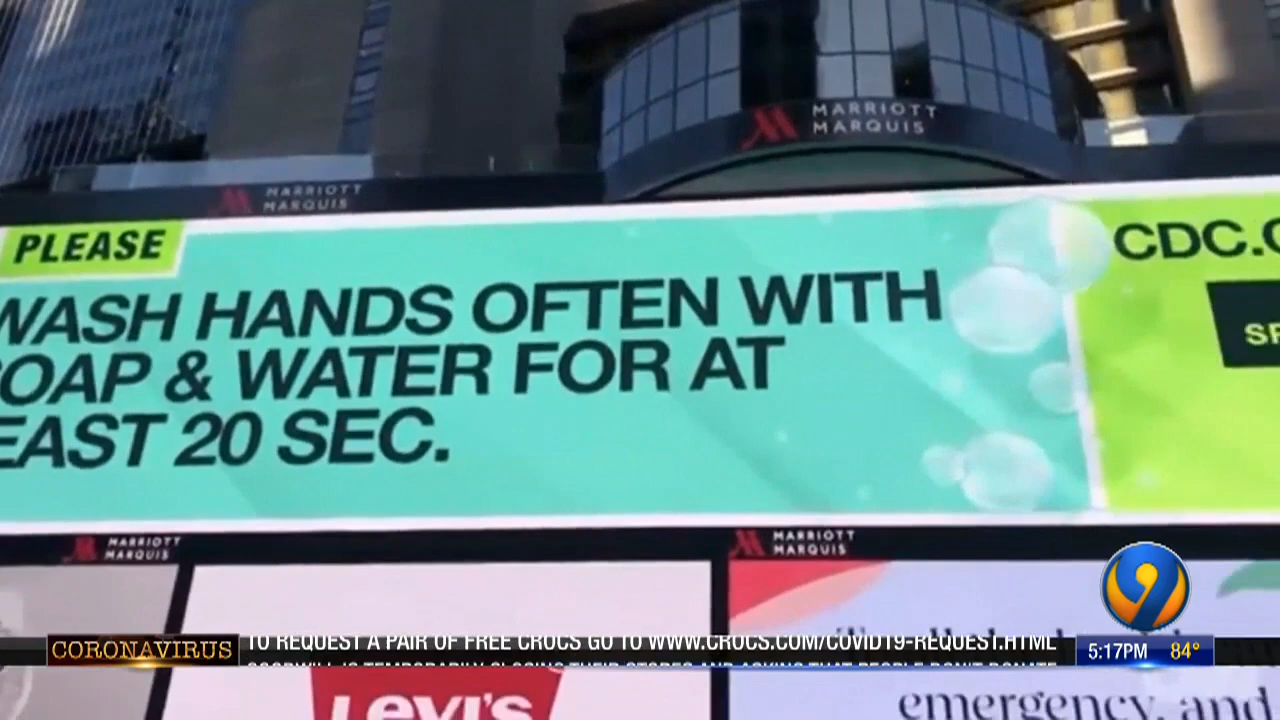 MARRIOTT
MARQUIS
MARRIOTT
MARQUIS
PLEASE
WASH HANDS OFTEN WITH
SOAP & WATER FOR AT
EAST 20 SEC.
CDC.
MARRIOTT
MARQUIS
MARRIOTT
MARQUIS
9
CORONAVIRUS
TO REQUEST A PAIR OF FREE CROCS GO TO WWW.CROCS.COM/COVID19-REQUEST.HTML
5:17PM 84°
Levi's
emergency, and